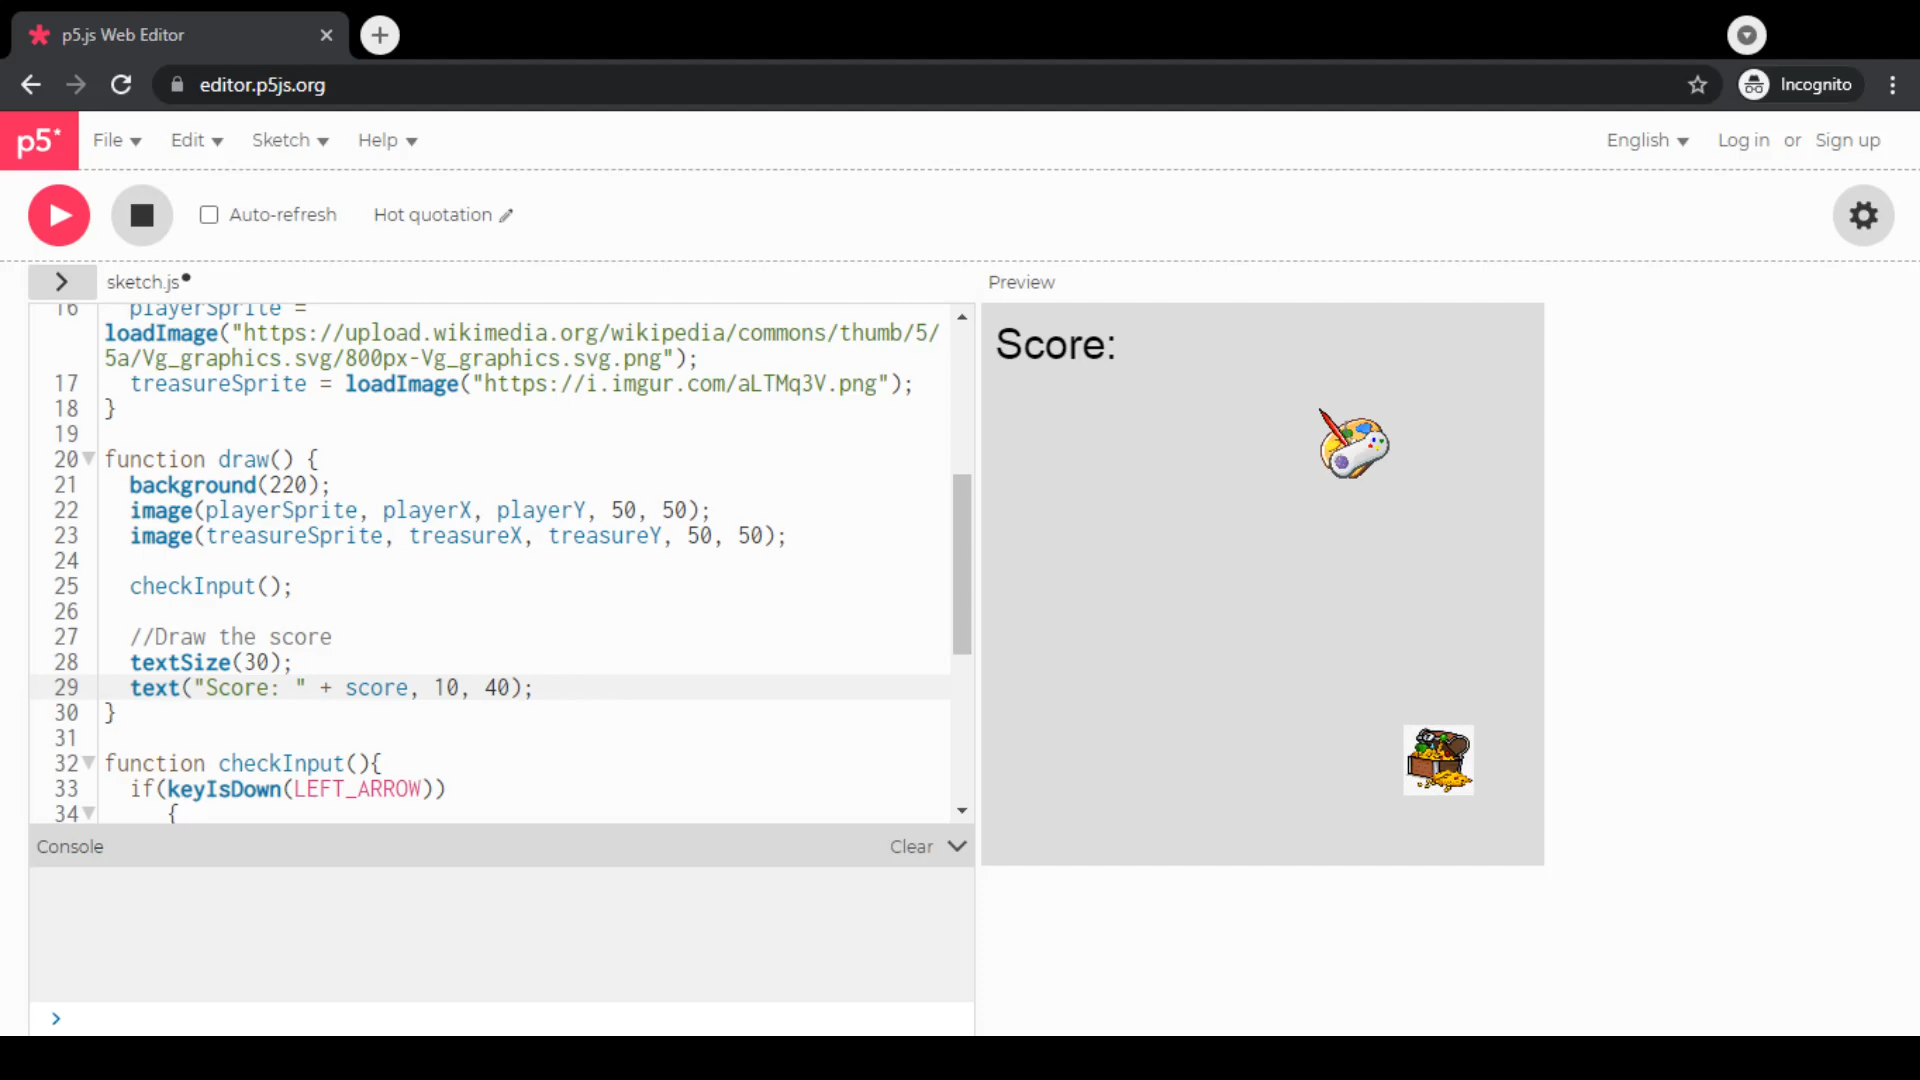 p5.js Web Editor
editor.p5js.org
Incognito
p5*
File
Edit
Sketch
Help
English
Log in or Sign up
Auto-refresh
Hot quotation
sketch.js
Preview
16 playerSprite =
loadImage("https://upload.wikimedia.org/wikipedia/commons/thumb/5/
5a/Vg_graphics.svg/800px-Vg_graphics.svg.png");
17 treasureSprite = loadImage("https://i.imgur.com/aLTMq3V.png");
18 }
19
20 function draw() {
21 background(220);
22 image(playerSprite, playerX, playerY, 50, 50);
23 image(treasureSprite, treasureX, treasureY, 50, 50);
24
25 checkInput();
26
27 //Draw the score
28 textSize(30);
29 text("Score: " + score, 10, 40);
30 }
31
32 function checkInput(){
33 if(keyIsDown(LEFT_ARROW))
34 {
Score:
Console
Clear
>